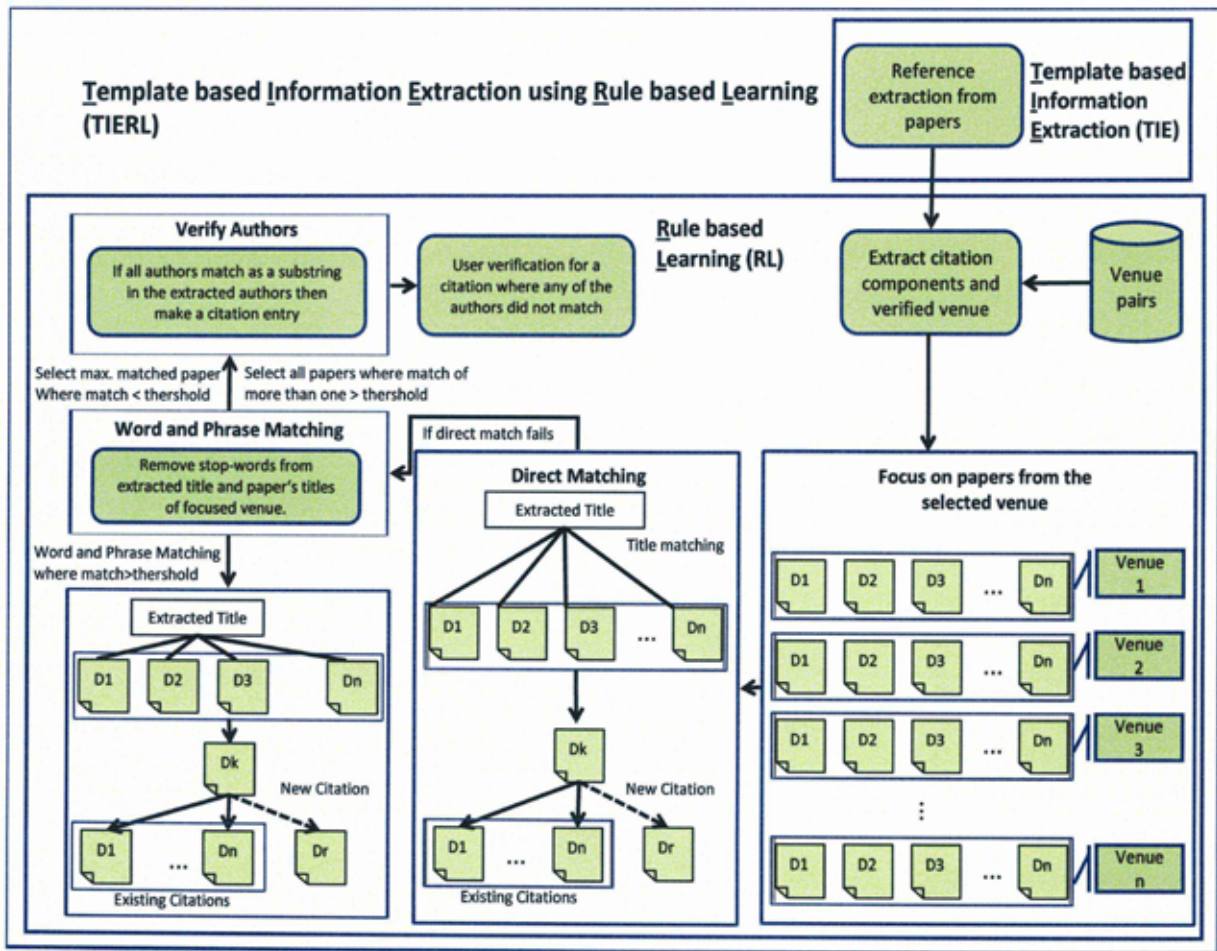 Template based Information Extraction using Rule based Learning
(TIERL)
Reference
extraction from
papers
Template based
Information
Extraction (TIE)
Verify Authors
If all authors match as a substring
in the extracted authors then
make a citation entry
User verification for a
citation where any of the
authors did not match
Rule based
Learning (RL)
Extract citation
components and
verified venue
Venue
pairs
Select max. matched paper
Where match < thershold
Select all papers where match of
more than one > thershold
Word and Phrase Matching
Remove stop-words from
extracted title and paper's titles
of focused venue.
If direct match fails
Word and Phrase Matching
where match>thershold
Extracted Title
D1 D2 D3 Dn
Dk
New Citation
D1 ... Dn Dr
Existing Citations
Direct Matching
Extracted Title
Title matching
D1 D2 D3 ... Dn
Dk
New Citation
D1 ... Dn Dr
Existing Citations
Focus on papers from the
selected venue
D1 D2 D3 ... Dn
Venue
1
D1 D2 D3 ... Dn
Venue
2
D1 D2 D3 ... Dn
Venue
3
...
D1 D2 D3 ... Dn
Venue
n